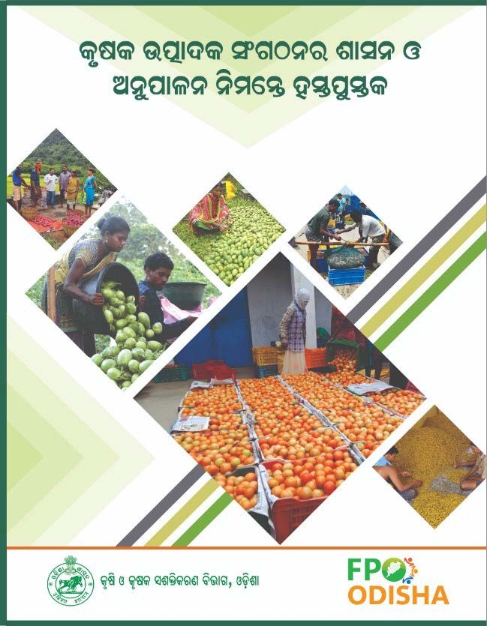 କୃଷକ ଉତ୍ପାଦକ ସଂଗଠନର ଶାସନ ଓ
ଅନୁପାଳନ ନିମନ୍ତେ ହସ୍ତପୁସ୍ତକ
କୃଷି ଓ କୃଷକ ସଶକ୍ତିକରଣ ବିଭାଗ, ଓଡ଼ିଶା
FPO
ODISHA